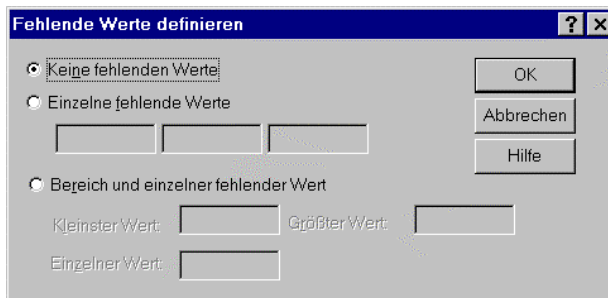 Fehlende Werte definieren
Keine fehlenden Werte
OK
Einzelne fehlende Werte
Abbrechen
Hilfe
Bereich und einzelner fehlender Wert
Kleinster Wert:
Größter Wert:
Einzelner Wert: